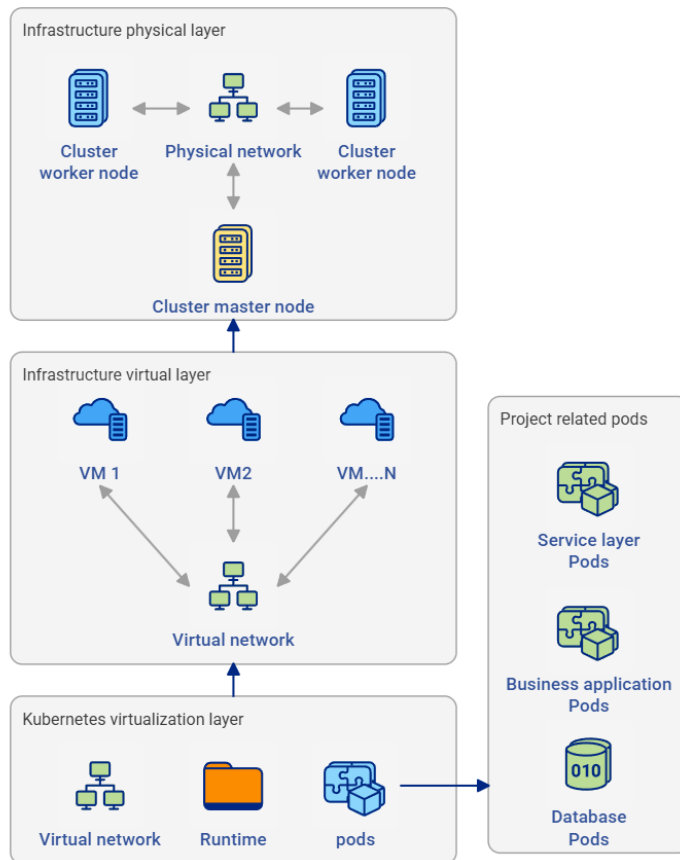 Infrastructure physical layer
Cluster
worker node
Physical network
Cluster
worker node
Cluster master node
Infrastructure virtual layer
VM 1
VM2
VM....N
Virtual network
Kubernetes virtualization layer
Virtual network
Runtime
pods
Project related pods
Service layer
Pods
Business application
Pods
010
Database
Pods